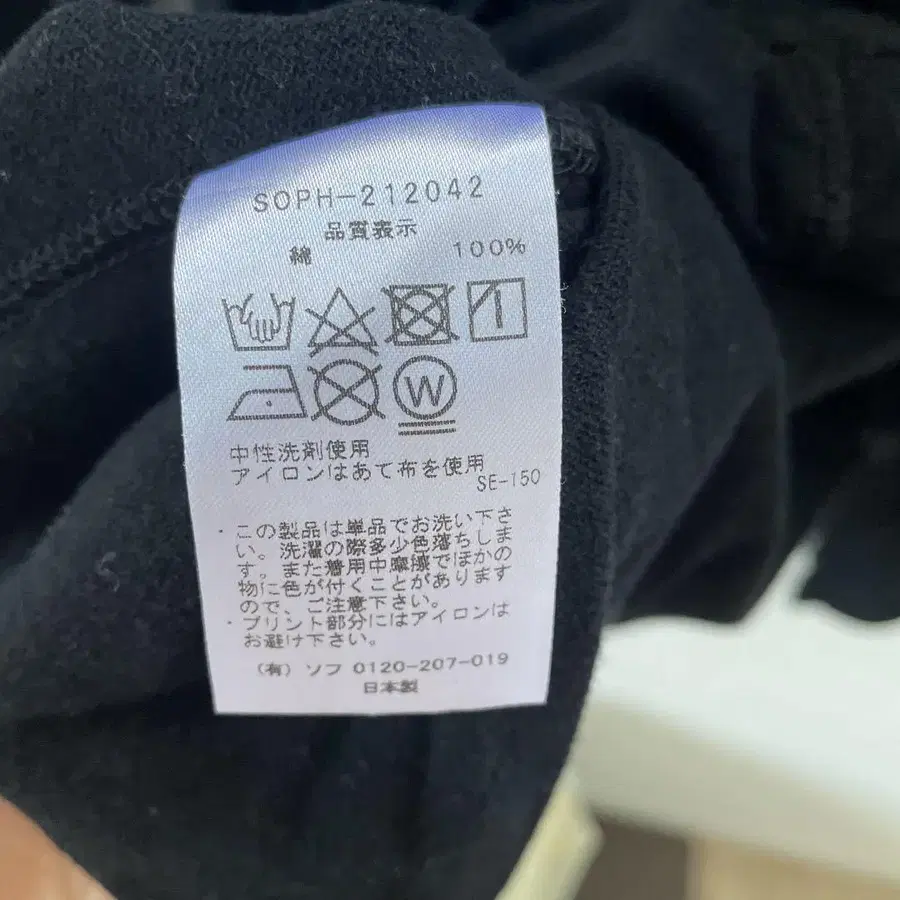 SOPH-212042
品質表示
綿 100%
W
中性洗剤使用
アイロンはあて布を使用
SE-150
・この製品は単品でお洗い下さ
い。洗濯の際多少色落ちしま
す。また着用中摩擦でほかの
物に色が付くことがあります
ので、ご注意下さい。
・プリント部分にはアイロンは
お避け下さい。
(有) ソフ 0120-207-019
日本製